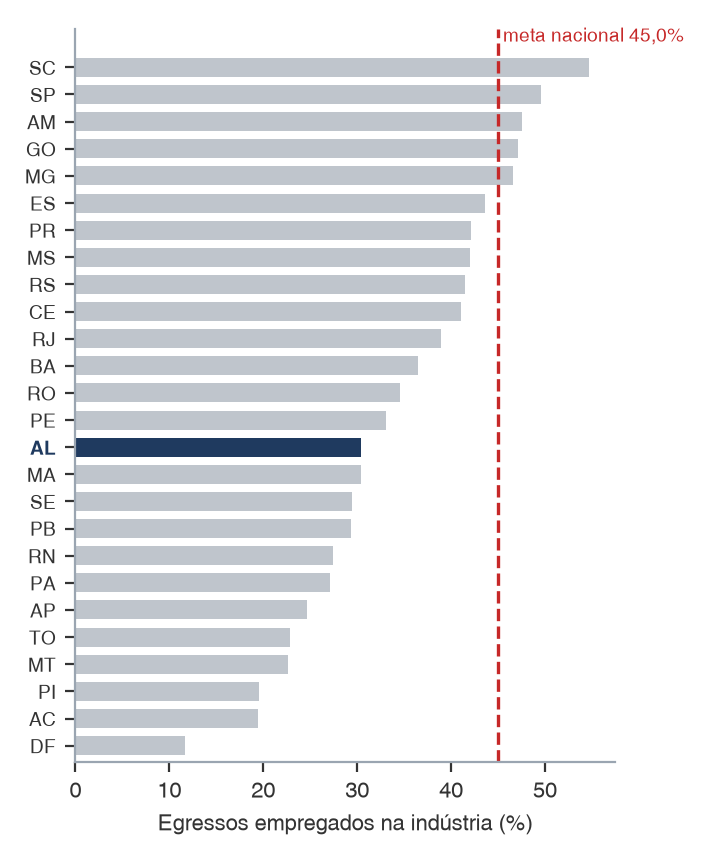 meta nacional 45,0%
SC
SP
AM
GO
MG
ES
PR
MS
RS
CE
RJ
BA
RO
PE
AL
MA
SE
PB
RN
PA
AP
TO
MT
PI
AC
DF
0 10 20 30 40 50
Egressos empregados na indústria (%)